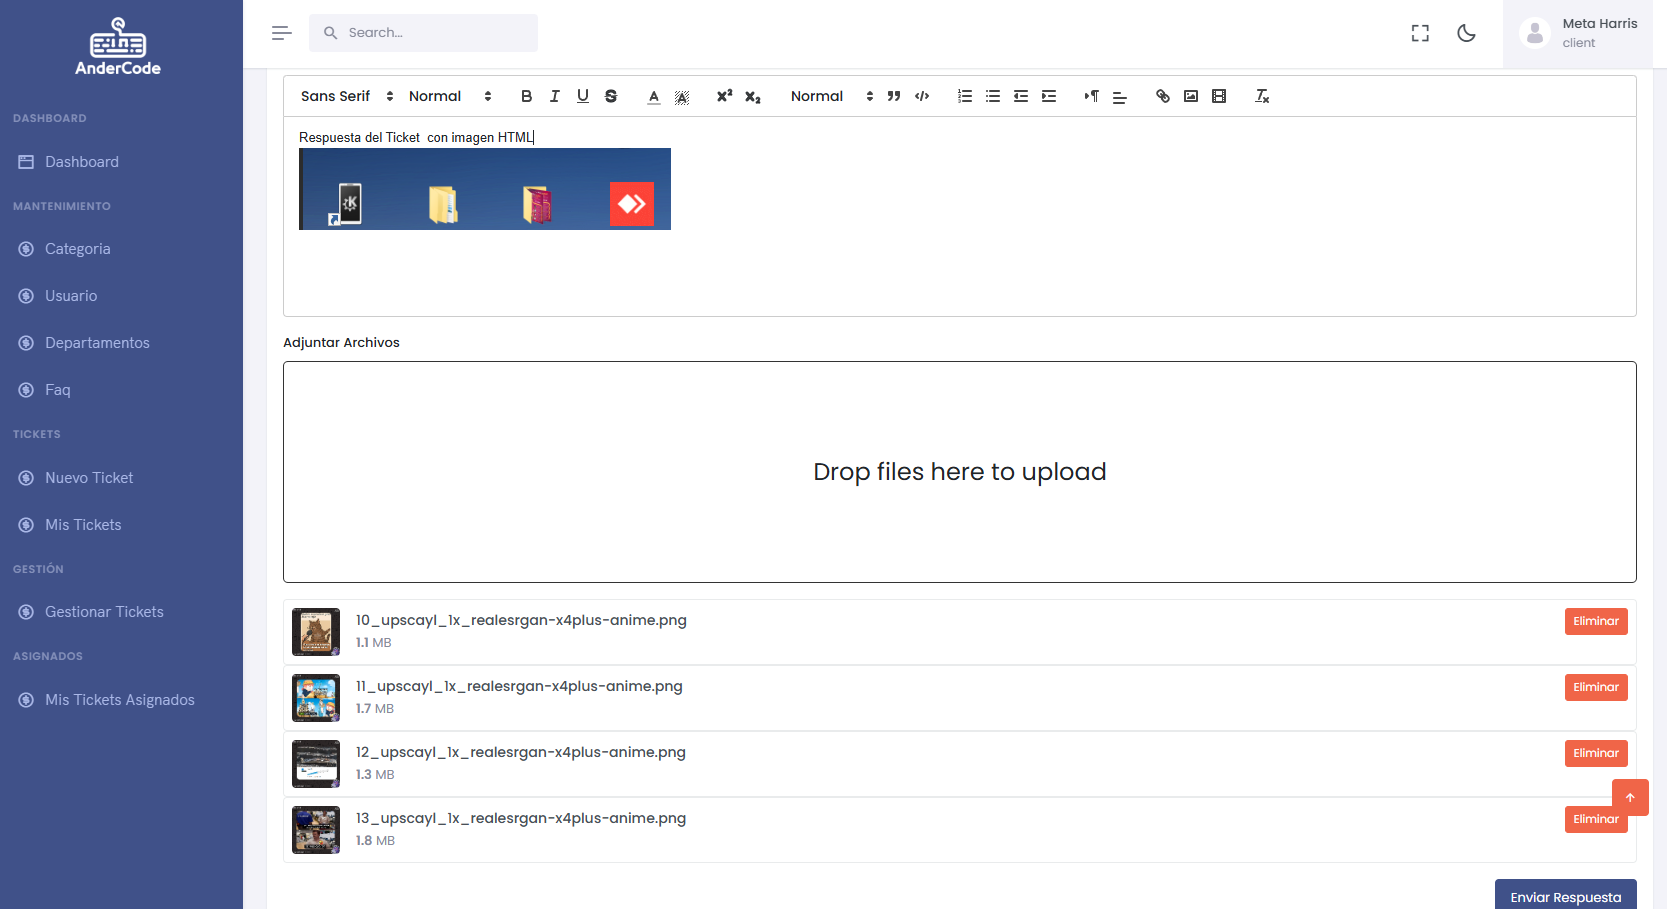 AnderCode
Search...
Meta Harris
client
DASHBOARD
Dashboard
MANTENIMIENTO
Categoria
Usuario
Departamentos
Faq
TICKETS
Nuevo Ticket
Mis Tickets
GESTIÓN
Gestionar Tickets
ASIGNADOS
Mis Tickets Asignados
Sans Serif Normal B I U S A A X² X₂ Normal
Respuesta del Ticket  con imagen HTML
Adjuntar Archivos
Drop files here to upload
10_upscayl_1x_realesrgan-x4plus-anime.png
1.1 MB
Eliminar
11_upscayl_1x_realesrgan-x4plus-anime.png
1.7 MB
Eliminar
12_upscayl_1x_realesrgan-x4plus-anime.png
1.3 MB
Eliminar
13_upscayl_1x_realesrgan-x4plus-anime.png
1.8 MB
Eliminar
Enviar Respuesta